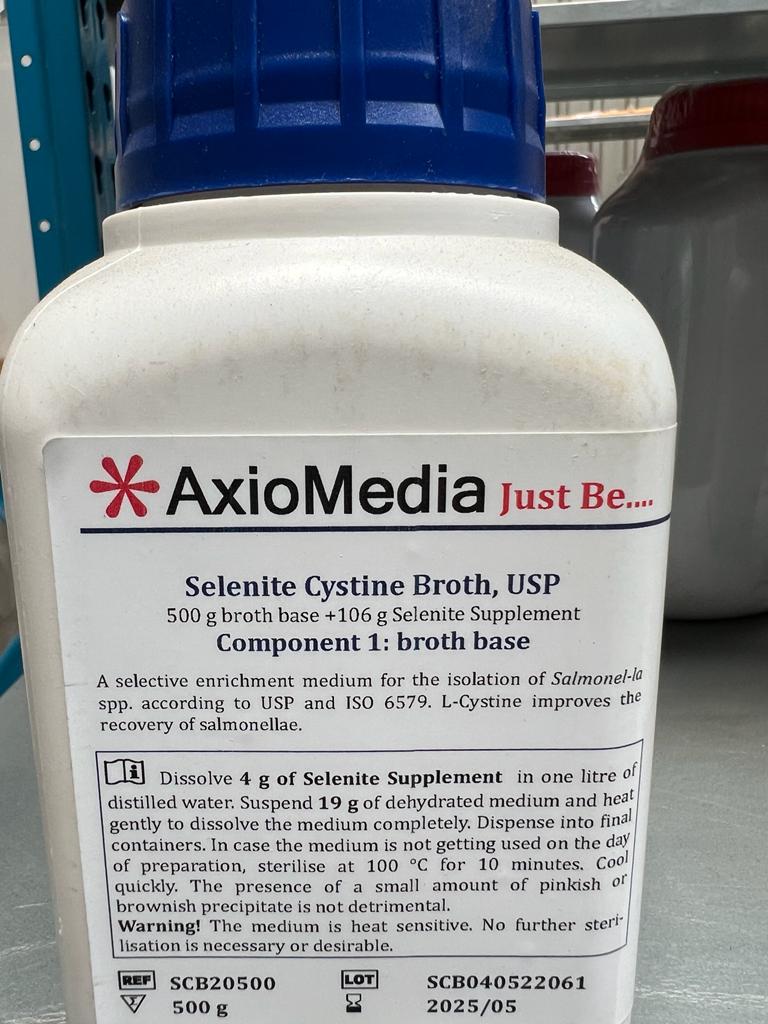 AxioMedia Just Be....
Selenite Cystine Broth, USP
500 g broth base +106 g Selenite Supplement
Component 1: broth base
A selective enrichment medium for the isolation of Salmonel-la
spp. according to USP and ISO 6579. L-Cystine improves the
recovery of salmonellae.
Dissolve 4 g of Selenite Supplement in one litre of
distilled water. Suspend 19 g of dehydrated medium and heat
gently to dissolve the medium completely. Dispense into final
containers. In case the medium is not getting used on the day
of preparation, sterilise at 100 °C for 10 minutes. Cool
quickly. The presence of a small amount of pinkish or
brownish precipitate is not detrimental.
Warning! The medium is heat sensitive. No further steri-
lisation is necessary or desirable.
REF SCB20500 LOT SCB040522061
Σ 500 g 2025/05